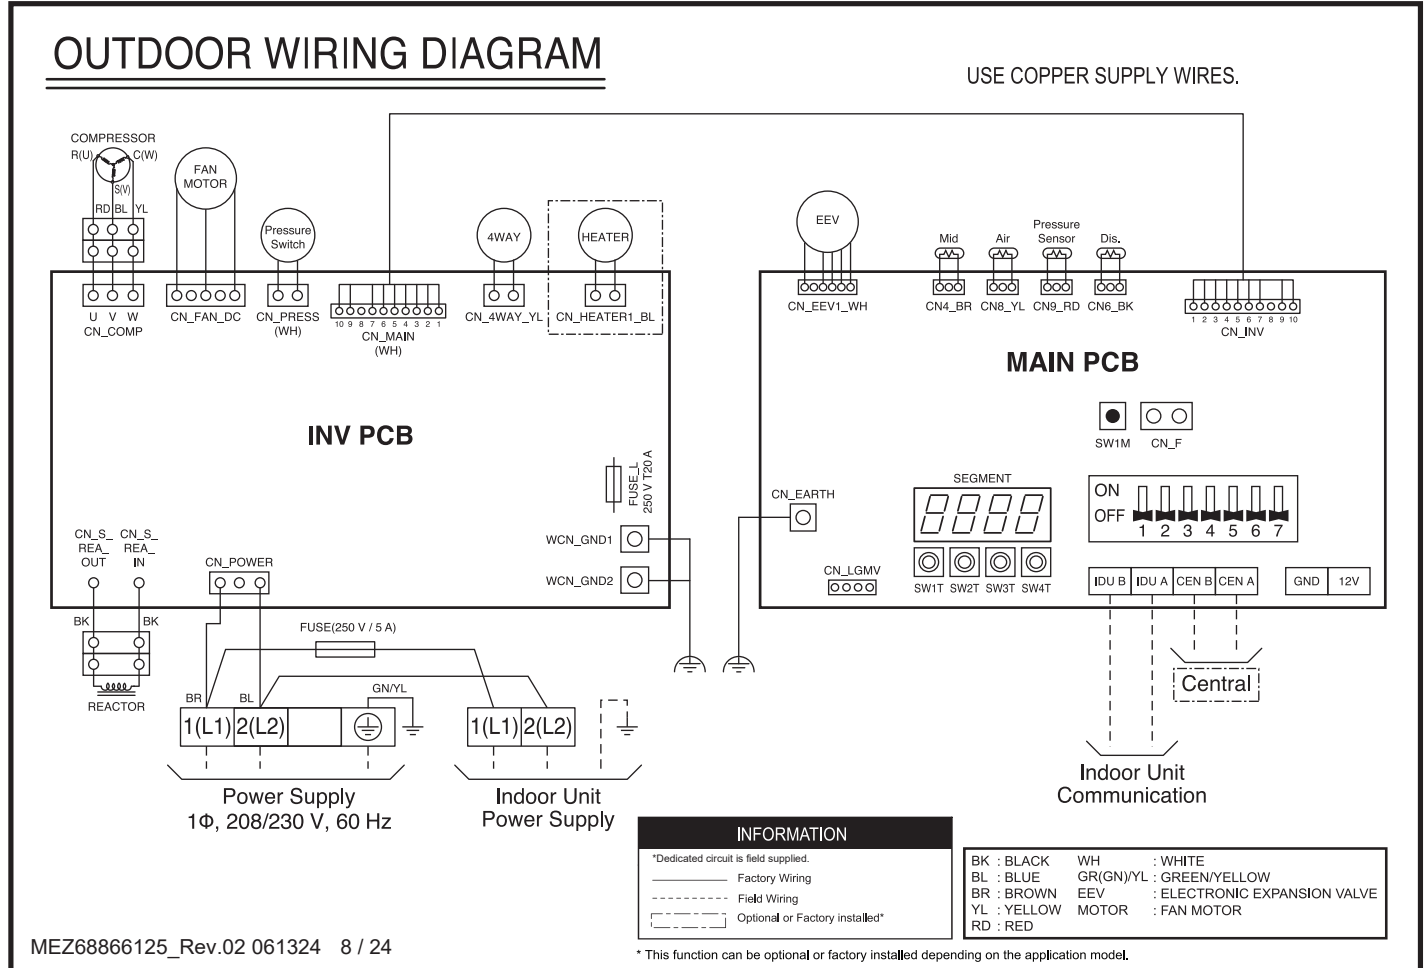 OUTDOOR WIRING DIAGRAM
USE COPPER SUPPLY WIRES.
COMPRESSOR
R(U)
C(W)
S(V)
RD BL YL
FAN
MOTOR
Pressure
Switch
4WAY
HEATER
EEV
Mid
Air
Pressure
Sensor
Dis.
U V W
CN_COMP
CN_FAN_DC
CN_PRESS
(WH)
10 9 8 7 6 5 4 3 2 1
CN_MAIN
(WH)
CN_4WAY_YL
CN_HEATER1_BL
CN_EEV1_WH
CN4_BR
CN8_YL
CN9_RD
CN6_BK
1 2 3 4 5 6 7 8 9 10
CN_INV
INV PCB
MAIN PCB
SW1M
CN_F
FUSE_L
250 V T20 A
CN_EARTH
SEGMENT
ON
OFF
1 2 3 4 5 6 7
CN_S_
REA_
OUT
CN_S_
REA_
IN
CN_POWER
WCN_GND1
WCN_GND2
CN_LGMV
SW1T SW2T SW3T SW4T
IDU B IDU A CEN B CEN A
GND 12V
BK
BK
FUSE(250 V / 5 A)
REACTOR
BR
BL
GN/YL
1(L1) 2(L2)
1(L1) 2(L2)
Central
Power Supply
1Φ, 208/230 V, 60 Hz
Indoor Unit
Power Supply
Indoor Unit
Communication
INFORMATION
*Dedicated circuit is field supplied.
Factory Wiring
Field Wiring
Optional or Factory installed*
BK : BLACK WH : WHITE
BL : BLUE GR(GN)/YL : GREEN/YELLOW
BR : BROWN EEV : ELECTRONIC EXPANSION VALVE
YL : YELLOW MOTOR : FAN MOTOR
RD : RED
MEZ68866125_Rev.02 061324 8 / 24
* This function can be optional or factory installed depending on the application model.